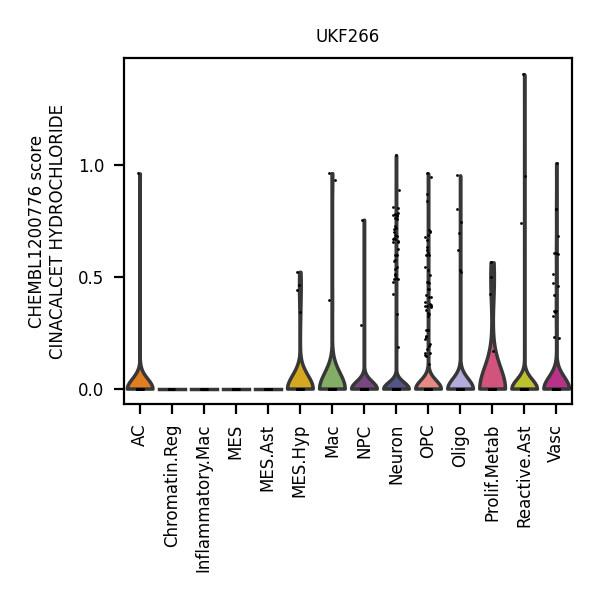 UKF266
CHEMBL1200776 score
CINACALCET HYDROCHLORIDE
1.0
0.5
0.0
AC
Chromatin.Reg
Inflammatory.Mac
MES
MES.Ast
MES.Hyp
Mac
NPC
Neuron
OPC
Oligo
Prolif.Metab
Reactive.Ast
Vasc